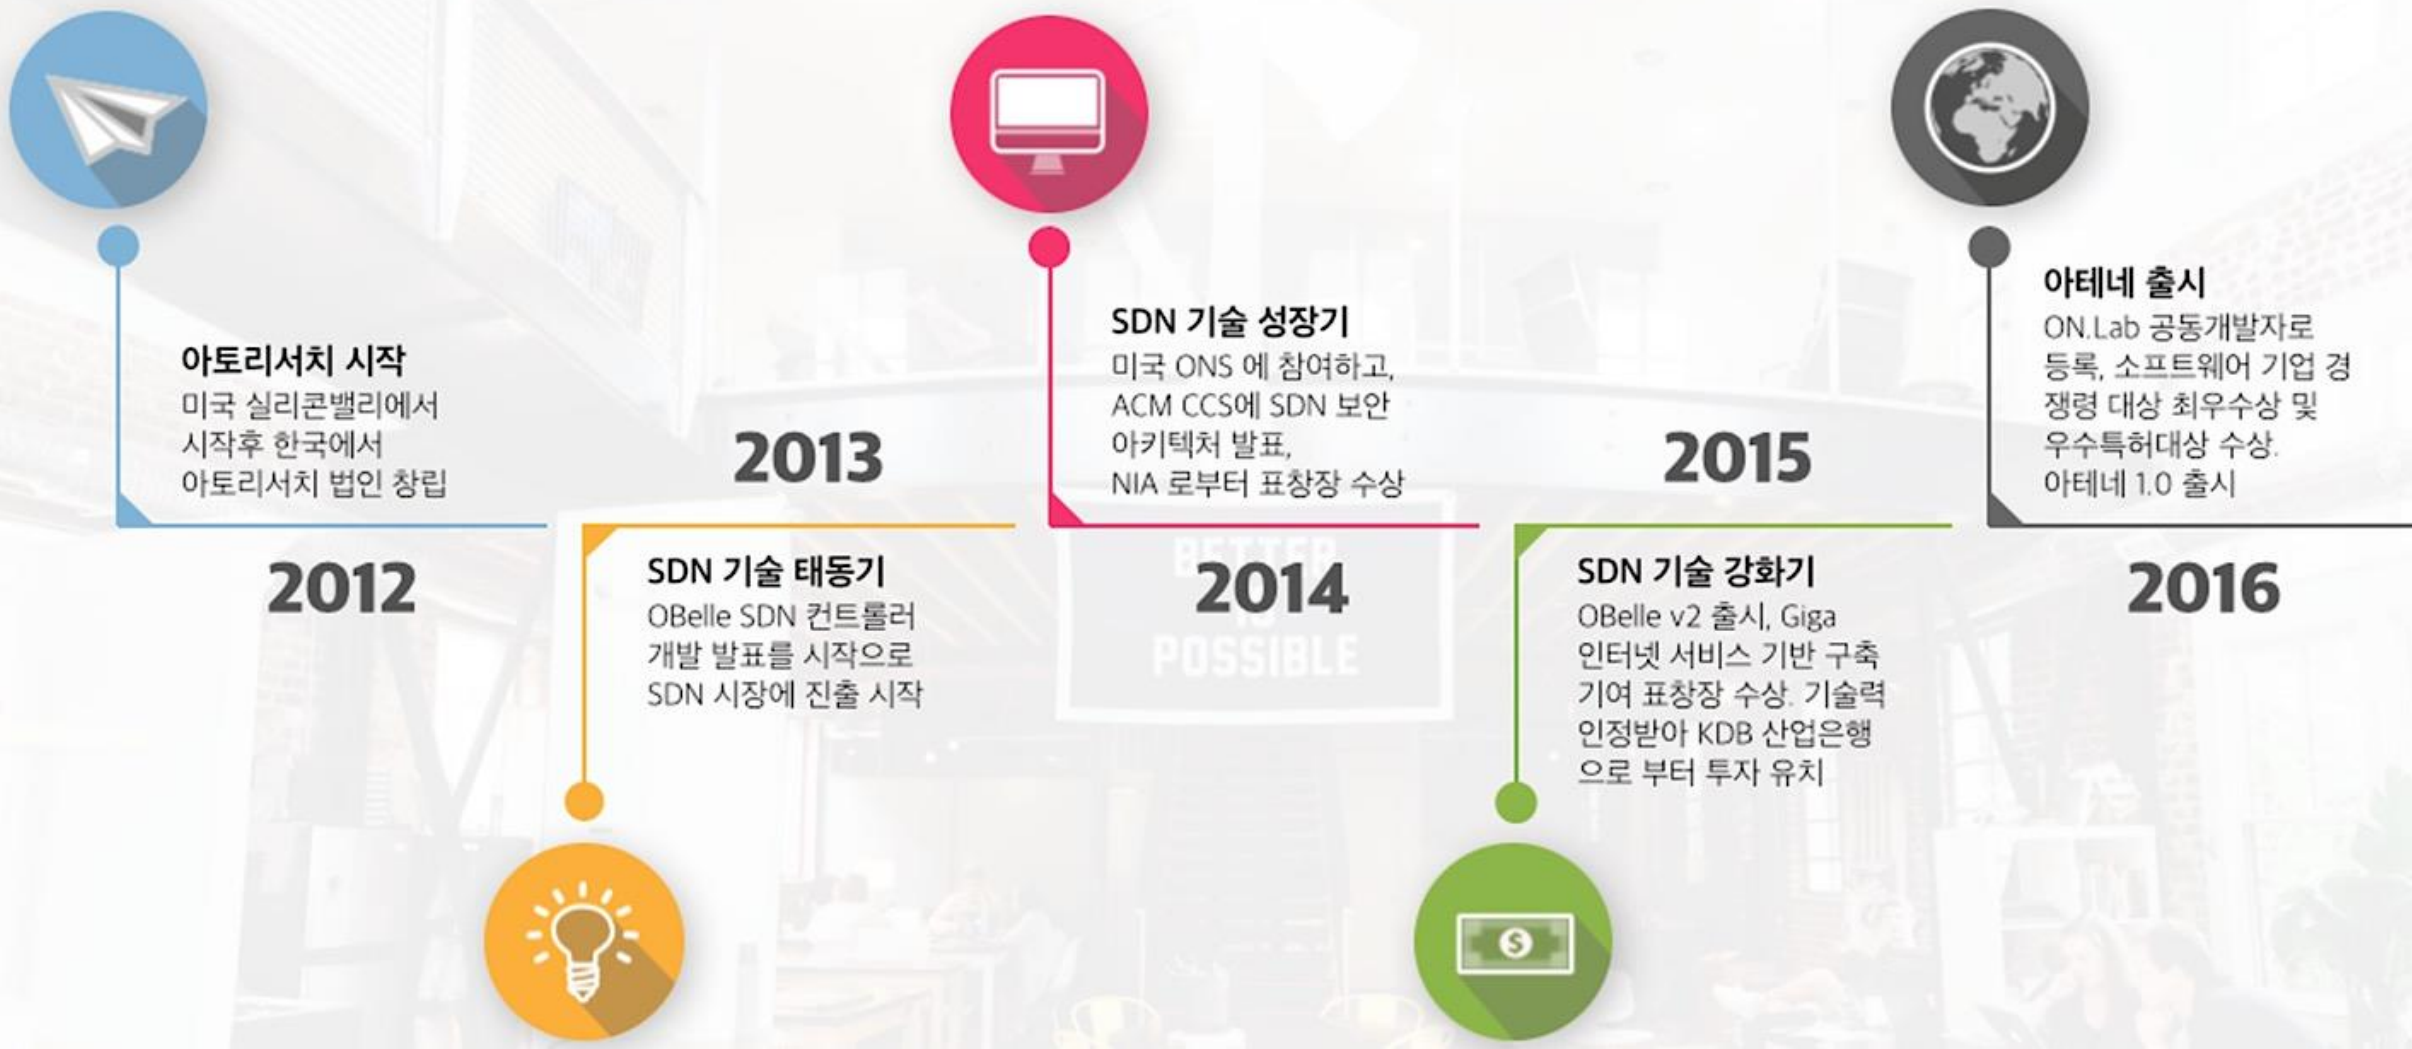 아토리서치 시작
미국 실리콘밸리에서
시작후 한국에서
아토리서치 법인 창립
2012
2013
SDN 기술 태동기
OBelle SDN 컨트롤러
개발 발표를 시작으로
SDN 시장에 진출 시작
SDN 기술 성장기
미국 ONS 에 참여하고,
ACM CCS에 SDN 보안
아키텍처 발표,
NIA 로부터 표창장 수상
2014
BETTER
IS
POSSIBLE
2015
SDN 기술 강화기
OBelle v2 출시, Giga
인터넷 서비스 기반 구축
기여 표창장 수상. 기술력
인정받아 KDB 산업은행
으로 부터 투자 유치
아테네 출시
ON.Lab 공동개발자로
등록, 소프트웨어 기업 경
쟁령 대상 최우수상 및
우수특허대상 수상.
아테네 1.0 출시
2016